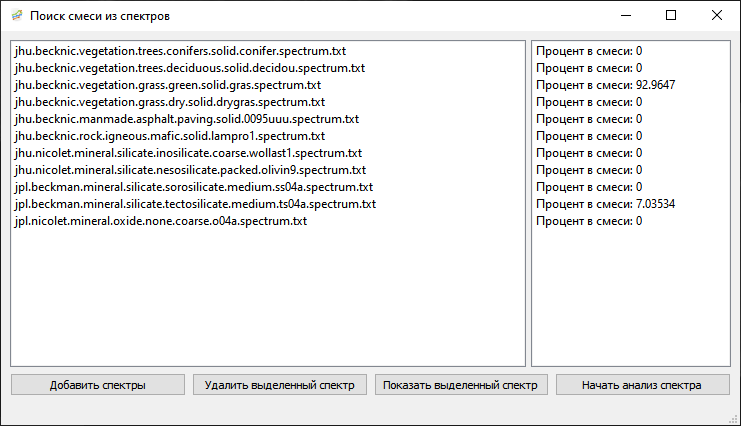 Поиск смеси из спектров
jhu.becknic.vegetation.trees.conifers.solid.conifer.spectrum.txt Процент в смеси: 0
jhu.becknic.vegetation.trees.deciduous.solid.decidou.spectrum.txt Процент в смеси: 0
jhu.becknic.vegetation.grass.green.solid.gras.spectrum.txt Процент в смеси: 92.9647
jhu.becknic.vegetation.grass.dry.solid.drygras.spectrum.txt Процент в смеси: 0
jhu.becknic.manmade.asphalt.paving.solid.0095uuu.spectrum.txt Процент в смеси: 0
jhu.becknic.rock.igneous.mafic.solid.lampro1.spectrum.txt Процент в смеси: 0
jhu.nicolet.mineral.silicate.inosilicate.coarse.wollast1.spectrum.txt Процент в смеси: 0
jhu.nicolet.mineral.silicate.nesosilicate.packed.olivin9.spectrum.txt Процент в смеси: 0
jpl.beckman.mineral.silicate.sorosilicate.medium.ss04a.spectrum.txt Процент в смеси: 0
jpl.beckman.mineral.silicate.tectosilicate.medium.ts04a.spectrum.txt Процент в смеси: 7.03534
jpl.nicolet.mineral.oxide.none.coarse.o04a.spectrum.txt Процент в смеси: 0
Добавить спектры Удалить выделенный спектр Показать выделенный спектр Начать анализ спектра